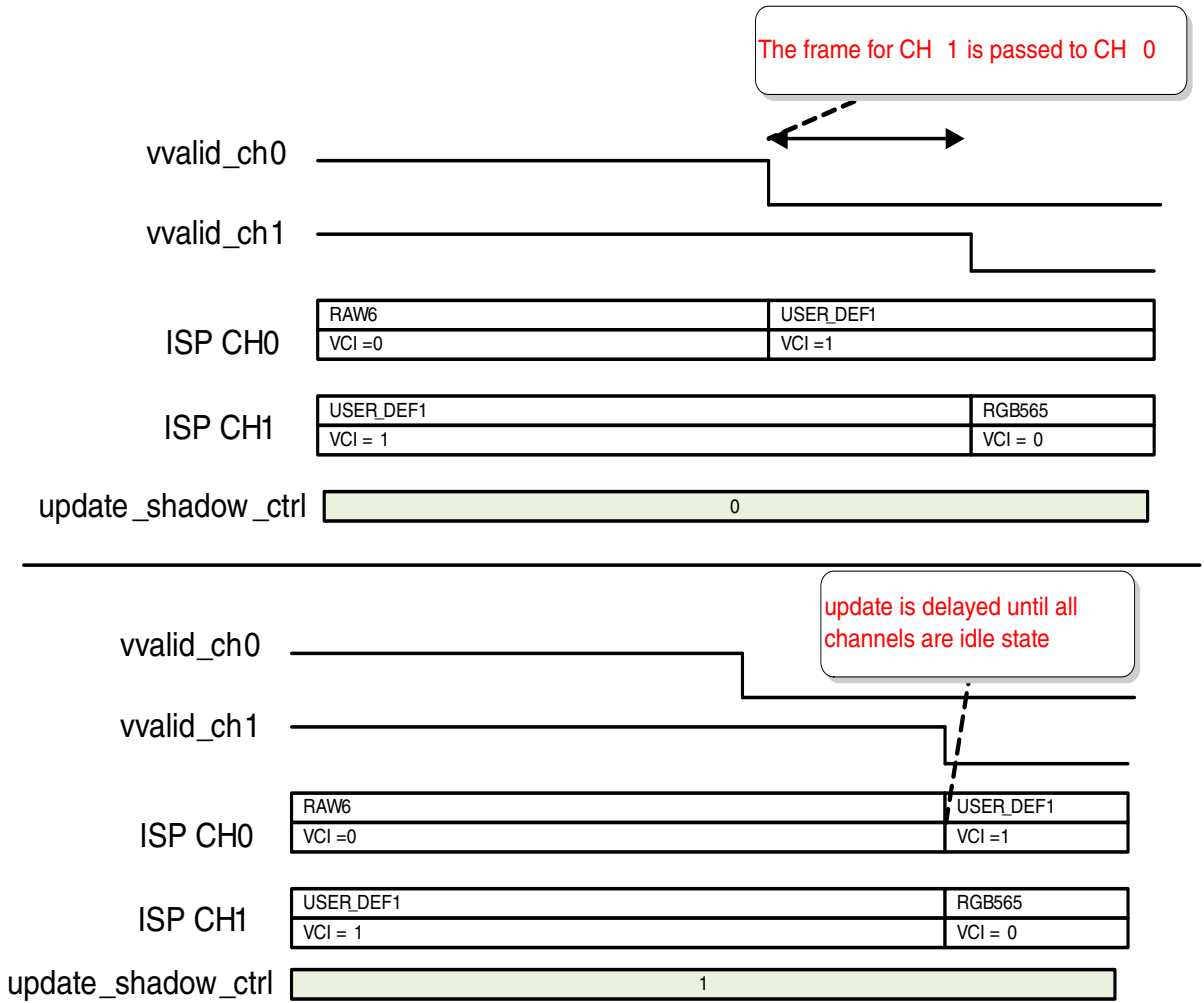 The frame for CH 1 is passed to CH 0
vvalid_ch0
vvalid_ch1
ISP CH0
RAW6
USER_DEF1
VCI =0
VCI =1
ISP CH1
USER_DEF1
RGB565
VCI = 1
VCI = 0
update_shadow_ctrl
0
update is delayed until all
channels are idle state
vvalid_ch0
vvalid_ch1
ISP CH0
RAW6
USER_DEF1
VCI =0
VCI =1
ISP CH1
USER_DEF1
RGB565
VCI = 1
VCI = 0
update_shadow_ctrl
1